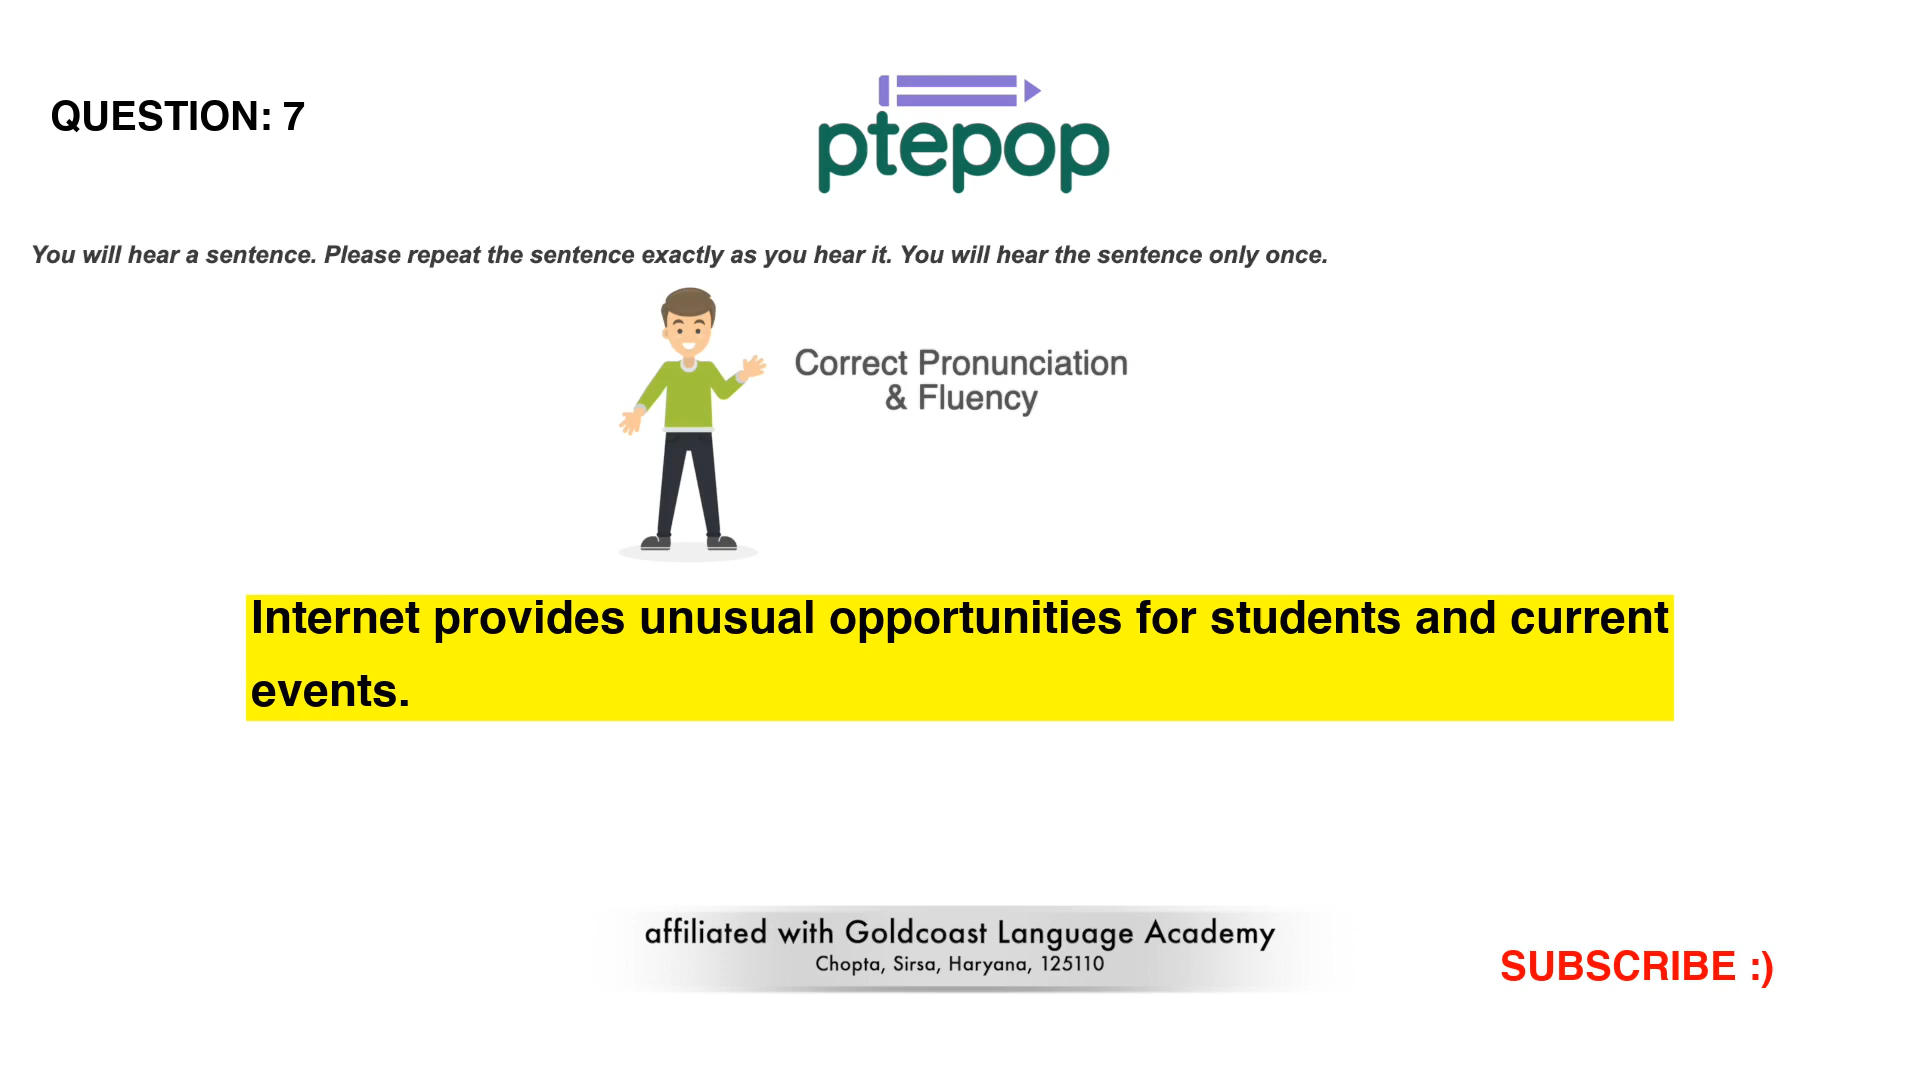 QUESTION: 7
ptepop
You will hear a sentence. Please repeat the sentence exactly as you hear it. You will hear the sentence only once.
Correct Pronunciation
& Fluency
Internet provides unusual opportunities for students and current
events.
affiliated with Goldcoast Language Academy
Chopta, Sirsa, Haryana, 125110
SUBSCRIBE :)